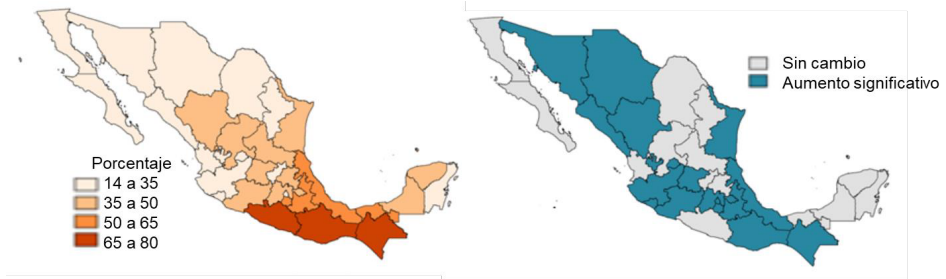 Porcentaje
14 a 35
35 a 50
50 a 65
65 a 80
Sin cambio
Aumento significativo